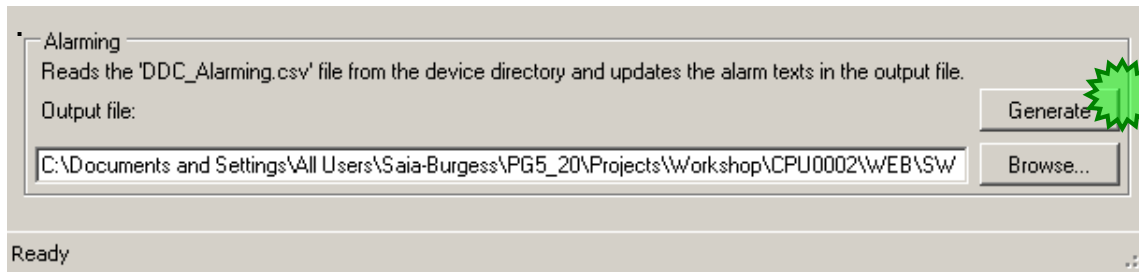 Alarming
Reads the 'DDC_Alarming.csv' file from the device directory and updates the alarm texts in the output file.
Output file:
Generate
C:\Documents and Settings\All Users\Saia-Burgess\PG5_20\Projects\Workshop\CPU0002\WEB\SW
Browse...
Ready